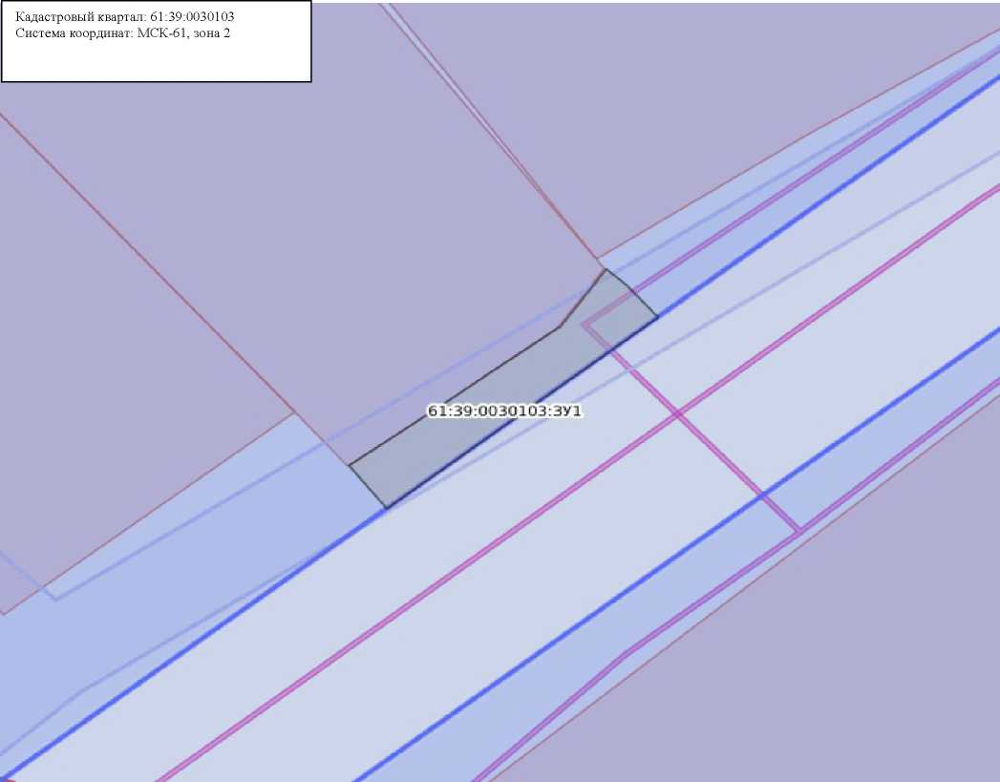 Кадастровый квартал: 61:39:0030103
Система координат: МСК-61, зона 2
61:39:0030103:ЗУ1